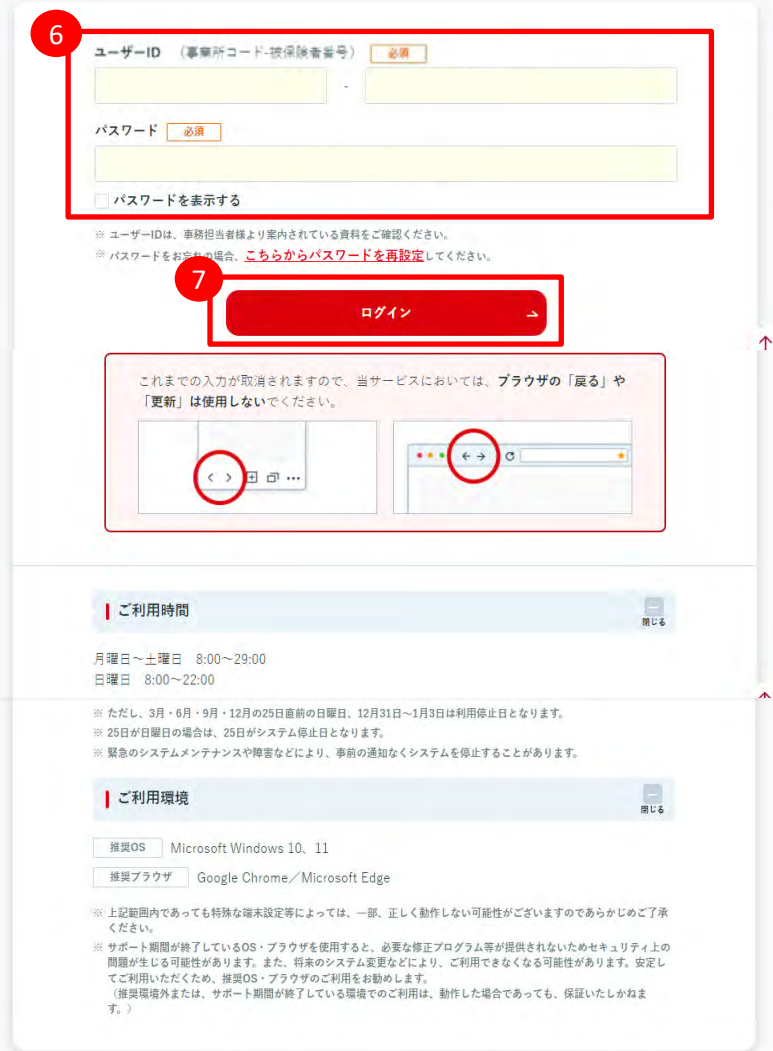 6
ユーザーID （事業所コード-被保険者番号） 必須
-
パスワード 必須
パスワードを表示する
※ ユーザーIDは、事務担当者様より案内されている資料をご確認ください。
※ パスワードをお忘れの場合、こちらからパスワードを再設定してください。
7
ログイン
これまでの入力が取消されますので、当サービスにおいては、ブラウザの「戻る」や
「更新」は使用しないでください。
ご利用時間
閉じる
月曜日～土曜日　8:00～29:00
日曜日　8:00～22:00
※ ただし、3月・6月・9月・12月の25日直前の日曜日、12月31日～1月3日は利用停止日となります。
※ 25日が日曜日の場合は、25日がシステム停止日となります。
※ 緊急のシステムメンテナンスや障害などにより、事前の通知なくシステムを停止することがあります。
ご利用環境
閉じる
推奨OS Microsoft Windows 10、11
推奨ブラウザ Google Chrome／Microsoft Edge
※ 上記範囲内であっても特殊な端末設定等によっては、一部、正しく動作しない可能性がございますのであらかじめご了承
ください。
※ サポート期間が終了しているOS・ブラウザを使用すると、必要な修正プログラム等が提供されないためセキュリティ上の
問題が生じる可能性があります。また、将来のシステム変更などにより、ご利用できなくなる可能性があります。安定し
てご利用いただくため、推奨OS・ブラウザのご利用をお勧めします。
（推奨環境外または、サポート期間が終了している環境でのご利用は、動作した場合であっても、保証いたしかねま
す。）